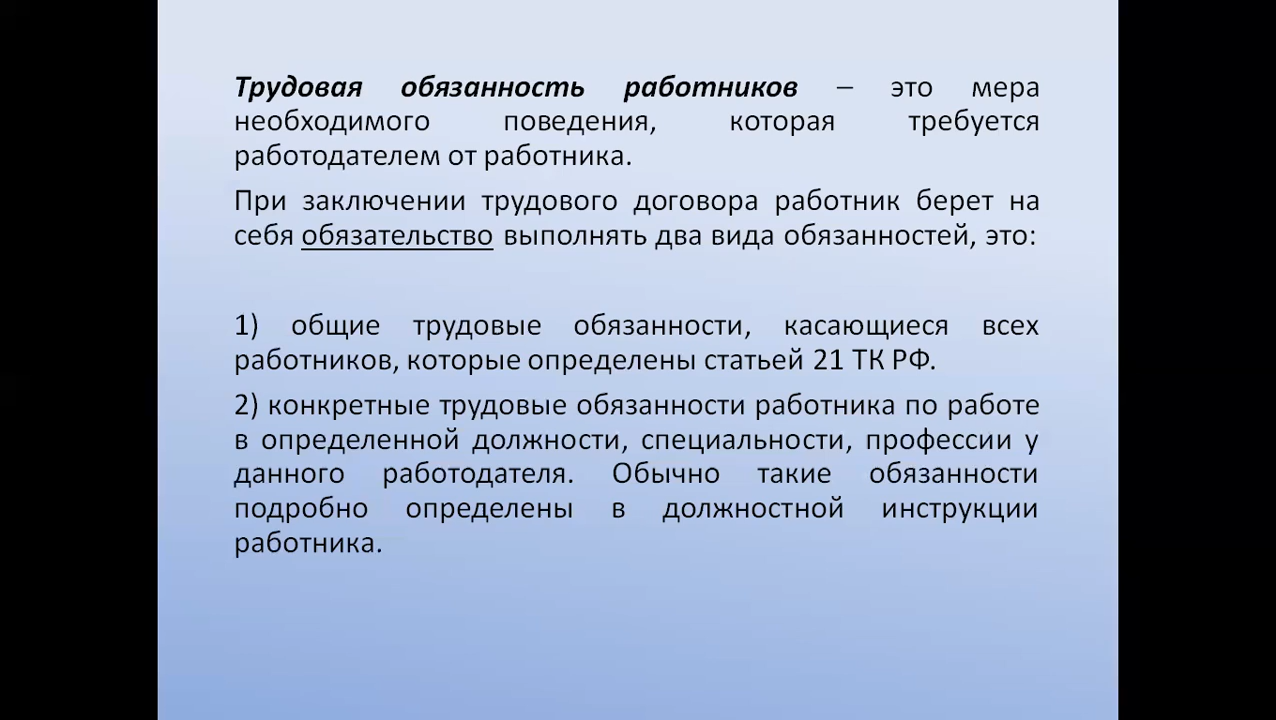 Трудовая обязанность работников – это мера
необходимого поведения, которая требуется
работодателем от работника.
При заключении трудового договора работник берет на
себя обязательство выполнять два вида обязанностей, это:
1) общие трудовые обязанности, касающиеся всех
работников, которые определены статьей 21 ТК РФ.
2) конкретные трудовые обязанности работника по работе
в определенной должности, специальности, профессии у
данного работодателя. Обычно такие обязанности
подробно определены в должностной инструкции
работника.